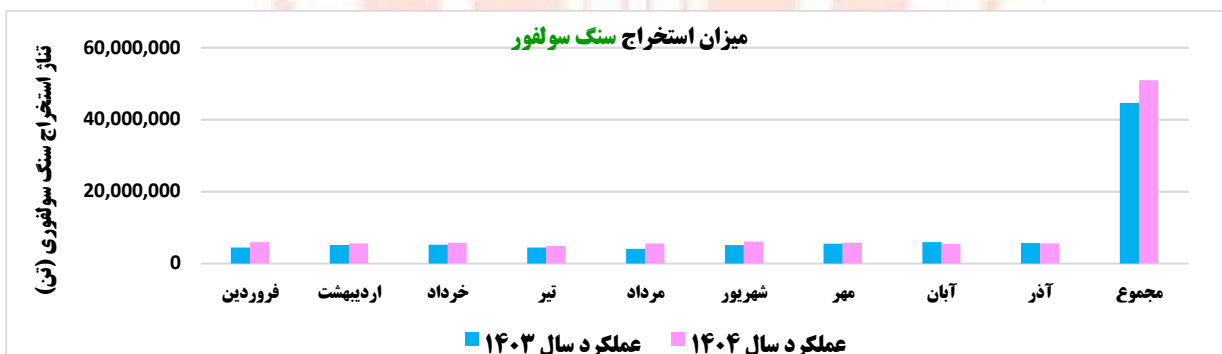 میزان استخراج سنگ سولفور
تناژ استخراج سنگ سولفوری (تن)
60,000,000
40,000,000
20,000,000
0
فروردین اردیبهشت خرداد تیر مرداد شهریور مهر آبان آذر مجموع
عملکرد سال ۱۴۰۳ عملکرد سال ۱۴۰۴